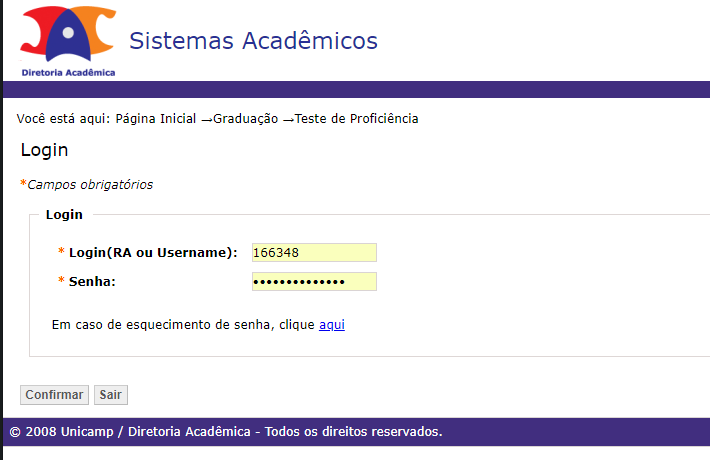 Sistemas Acadêmicos
Diretoria Acadêmica
Você está aqui: Página Inicial →Graduação →Teste de Proficiência
Login
*Campos obrigatórios
Login
* Login(RA ou Username): 166348
* Senha: ••••••••••••••
Em caso de esquecimento de senha, clique aqui
Confirmar Sair
© 2008 Unicamp / Diretoria Acadêmica - Todos os direitos reservados.